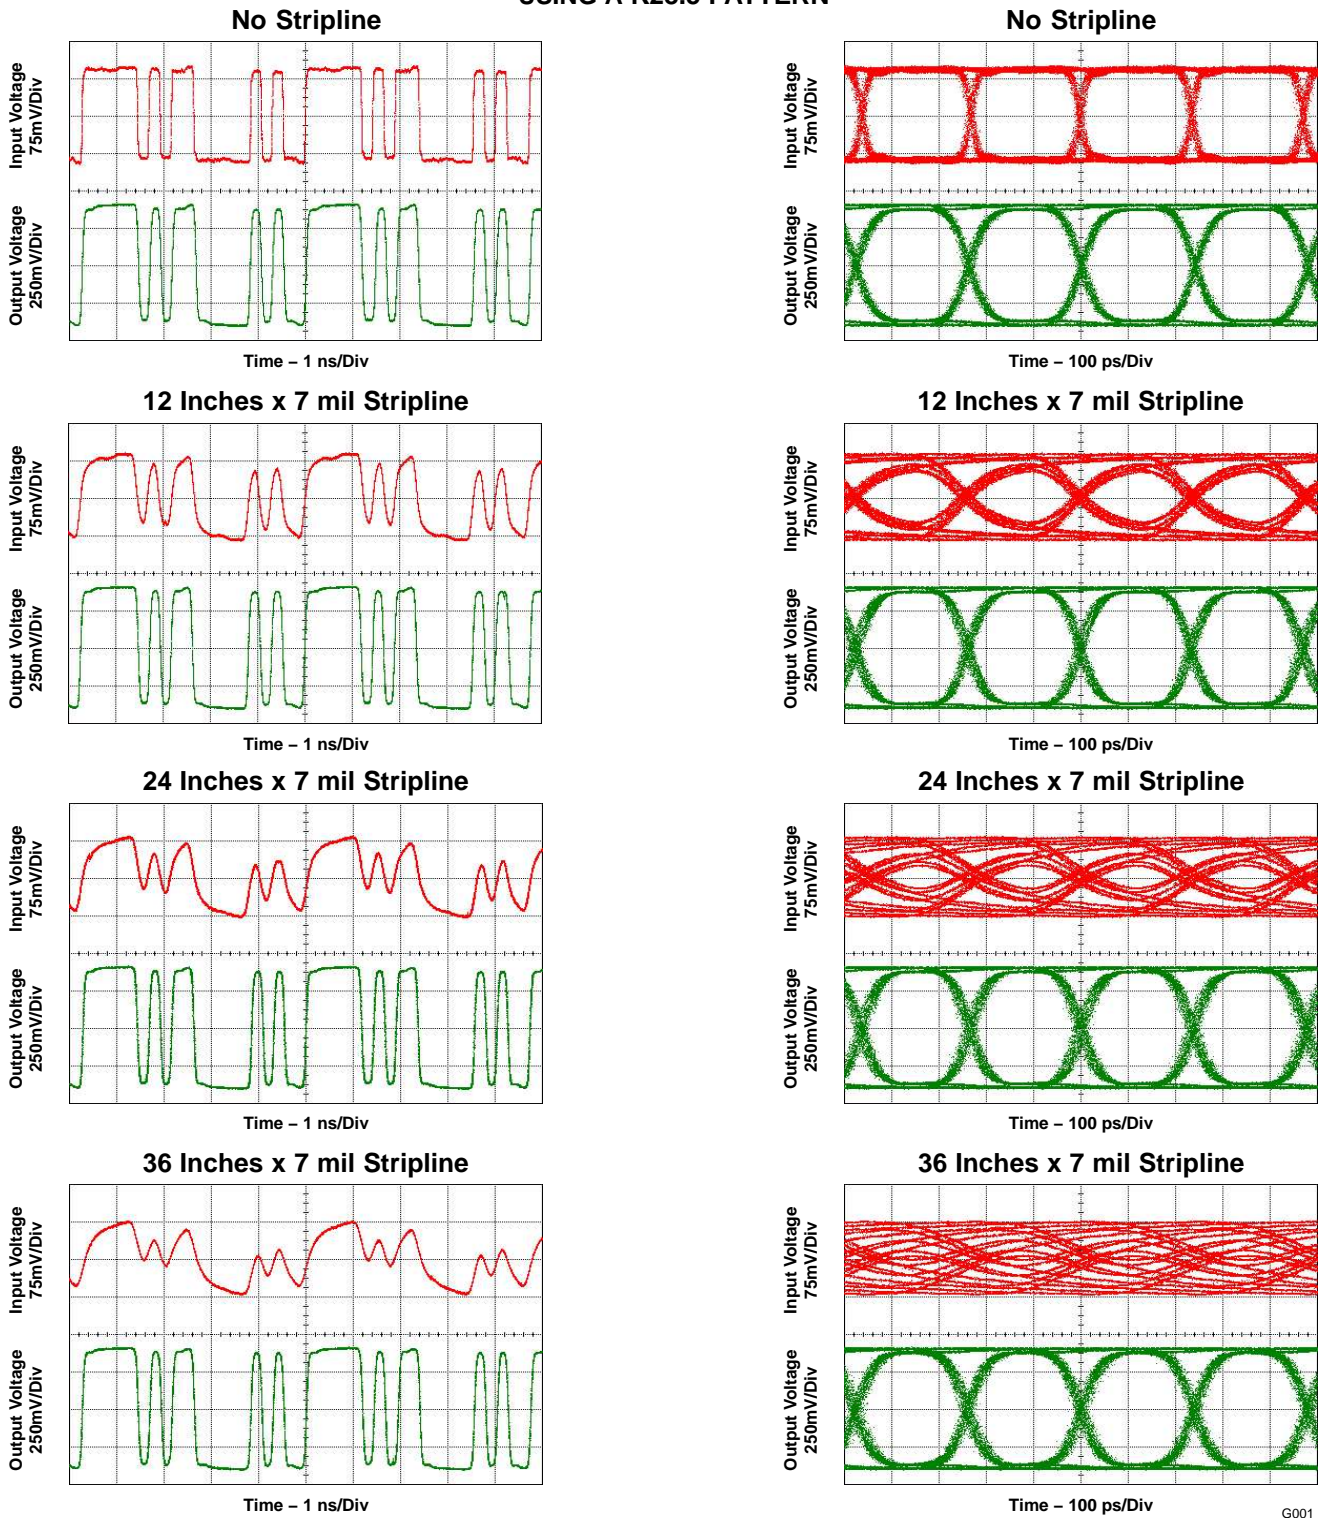 No Stripline
No Stripline
Input Voltage
75mV/Div
Output Voltage
250mV/Div
Time – 1 ns/Div
Input Voltage
75mV/Div
Output Voltage
250mV/Div
Time – 100 ps/Div
12 Inches x 7 mil Stripline
12 Inches x 7 mil Stripline
Input Voltage
75mV/Div
Output Voltage
250mV/Div
Time – 1 ns/Div
Input Voltage
75mV/Div
Output Voltage
250mV/Div
Time – 100 ps/Div
24 Inches x 7 mil Stripline
24 Inches x 7 mil Stripline
Input Voltage
75mV/Div
Output Voltage
250mV/Div
Time – 1 ns/Div
Input Voltage
75mV/Div
Output Voltage
250mV/Div
Time – 100 ps/Div
36 Inches x 7 mil Stripline
36 Inches x 7 mil Stripline
Input Voltage
75mV/Div
Output Voltage
250mV/Div
Time – 1 ns/Div
Input Voltage
75mV/Div
Output Voltage
250mV/Div
Time – 100 ps/Div
G001